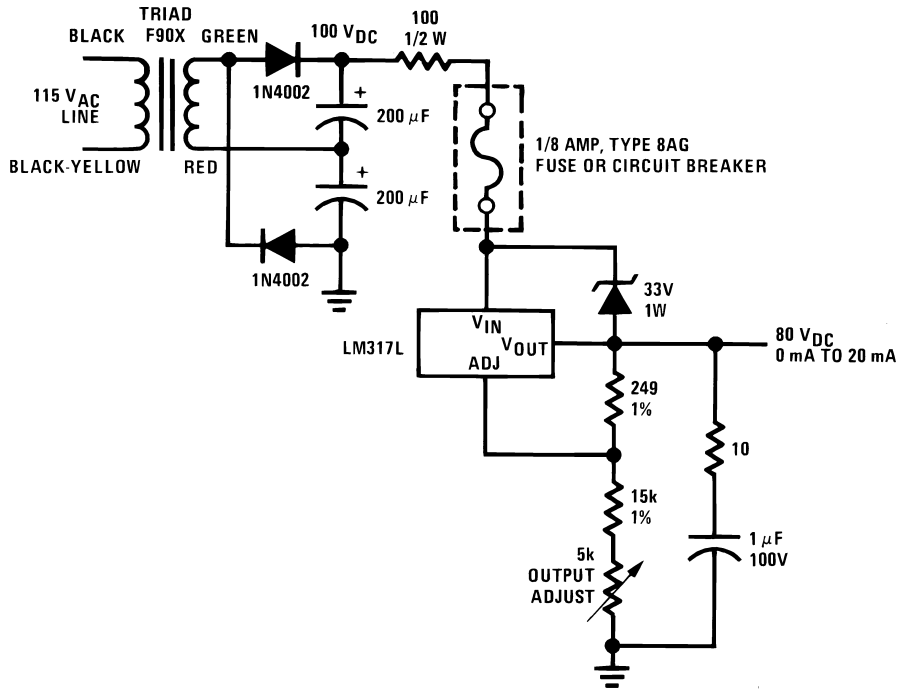 TRIAD
F90X
BLACK
GREEN
115 VAC
LINE
BLACK-YELLOW
RED
1N4002
100 VDC
100
1/2 W
+
200 μF
+
200 μF
1N4002
1/8 AMP, TYPE 8AG
FUSE OR CIRCUIT BREAKER
33V
1W
LM317L
VIN
VOUT
ADJ
80 VDC
0 mA TO 20 mA
249
1%
10
15k
1%
1 μF
100V
5k
OUTPUT
ADJUST